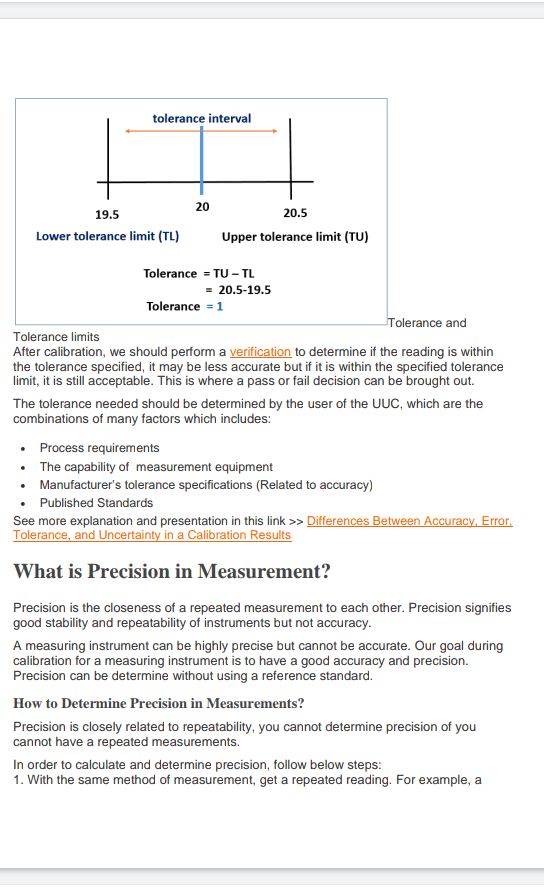 tolerance interval
20
19.5
20.5
Lower tolerance limit (TL)
Upper tolerance limit (TU)
Tolerance = TU – TL
= 20.5-19.5
Tolerance = 1
Tolerance and
Tolerance limits
After calibration, we should perform a verification to determine if the reading is within
the tolerance specified, it may be less accurate but if it is within the specified tolerance
limit, it is still acceptable. This is where a pass or fail decision can be brought out.
The tolerance needed should be determined by the user of the UUC, which are the
combinations of many factors which includes:
• Process requirements
• The capability of measurement equipment
• Manufacturer's tolerance specifications (Related to accuracy)
• Published Standards
See more explanation and presentation in this link >> Differences Between Accuracy, Error,
Tolerance, and Uncertainty in a Calibration Results
What is Precision in Measurement?
Precision is the closeness of a repeated measurement to each other. Precision signifies
good stability and repeatability of instruments but not accuracy.
A measuring instrument can be highly precise but cannot be accurate. Our goal during
calibration for a measuring instrument is to have a good accuracy and precision.
Precision can be determine without using a reference standard.
How to Determine Precision in Measurements?
Precision is closely related to repeatability, you cannot determine precision of you
cannot have a repeated measurements.
In order to calculate and determine precision, follow below steps:
1. With the same method of measurement, get a repeated reading. For example, a